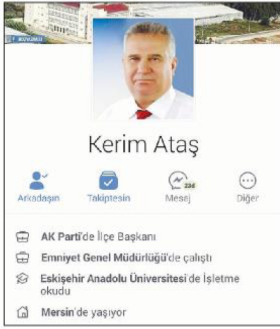 Kerim Ataş
Arkadaşın
Takiptesin
Mesaj
Diğer
AK Parti'de İlçe Başkanı
Emniyet Genel Müdürlüğü'de çalıştı
Eskişehir Anadolu Üniversitesi'de İşletme
okudu
Mersin'de yaşıyor